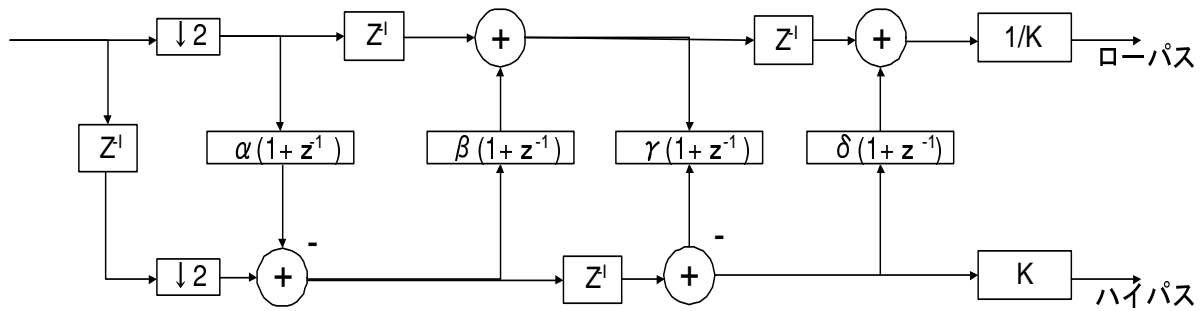 ↓2
Z⁻¹
+
Z⁻¹
+
1/K
ローパス
Z⁻¹
α(1+z⁻¹)
β(1+z⁻¹)
γ(1+z⁻¹)
δ(1+z⁻¹)
-
-
↓2
+
Z⁻¹
+
K
ハイパス